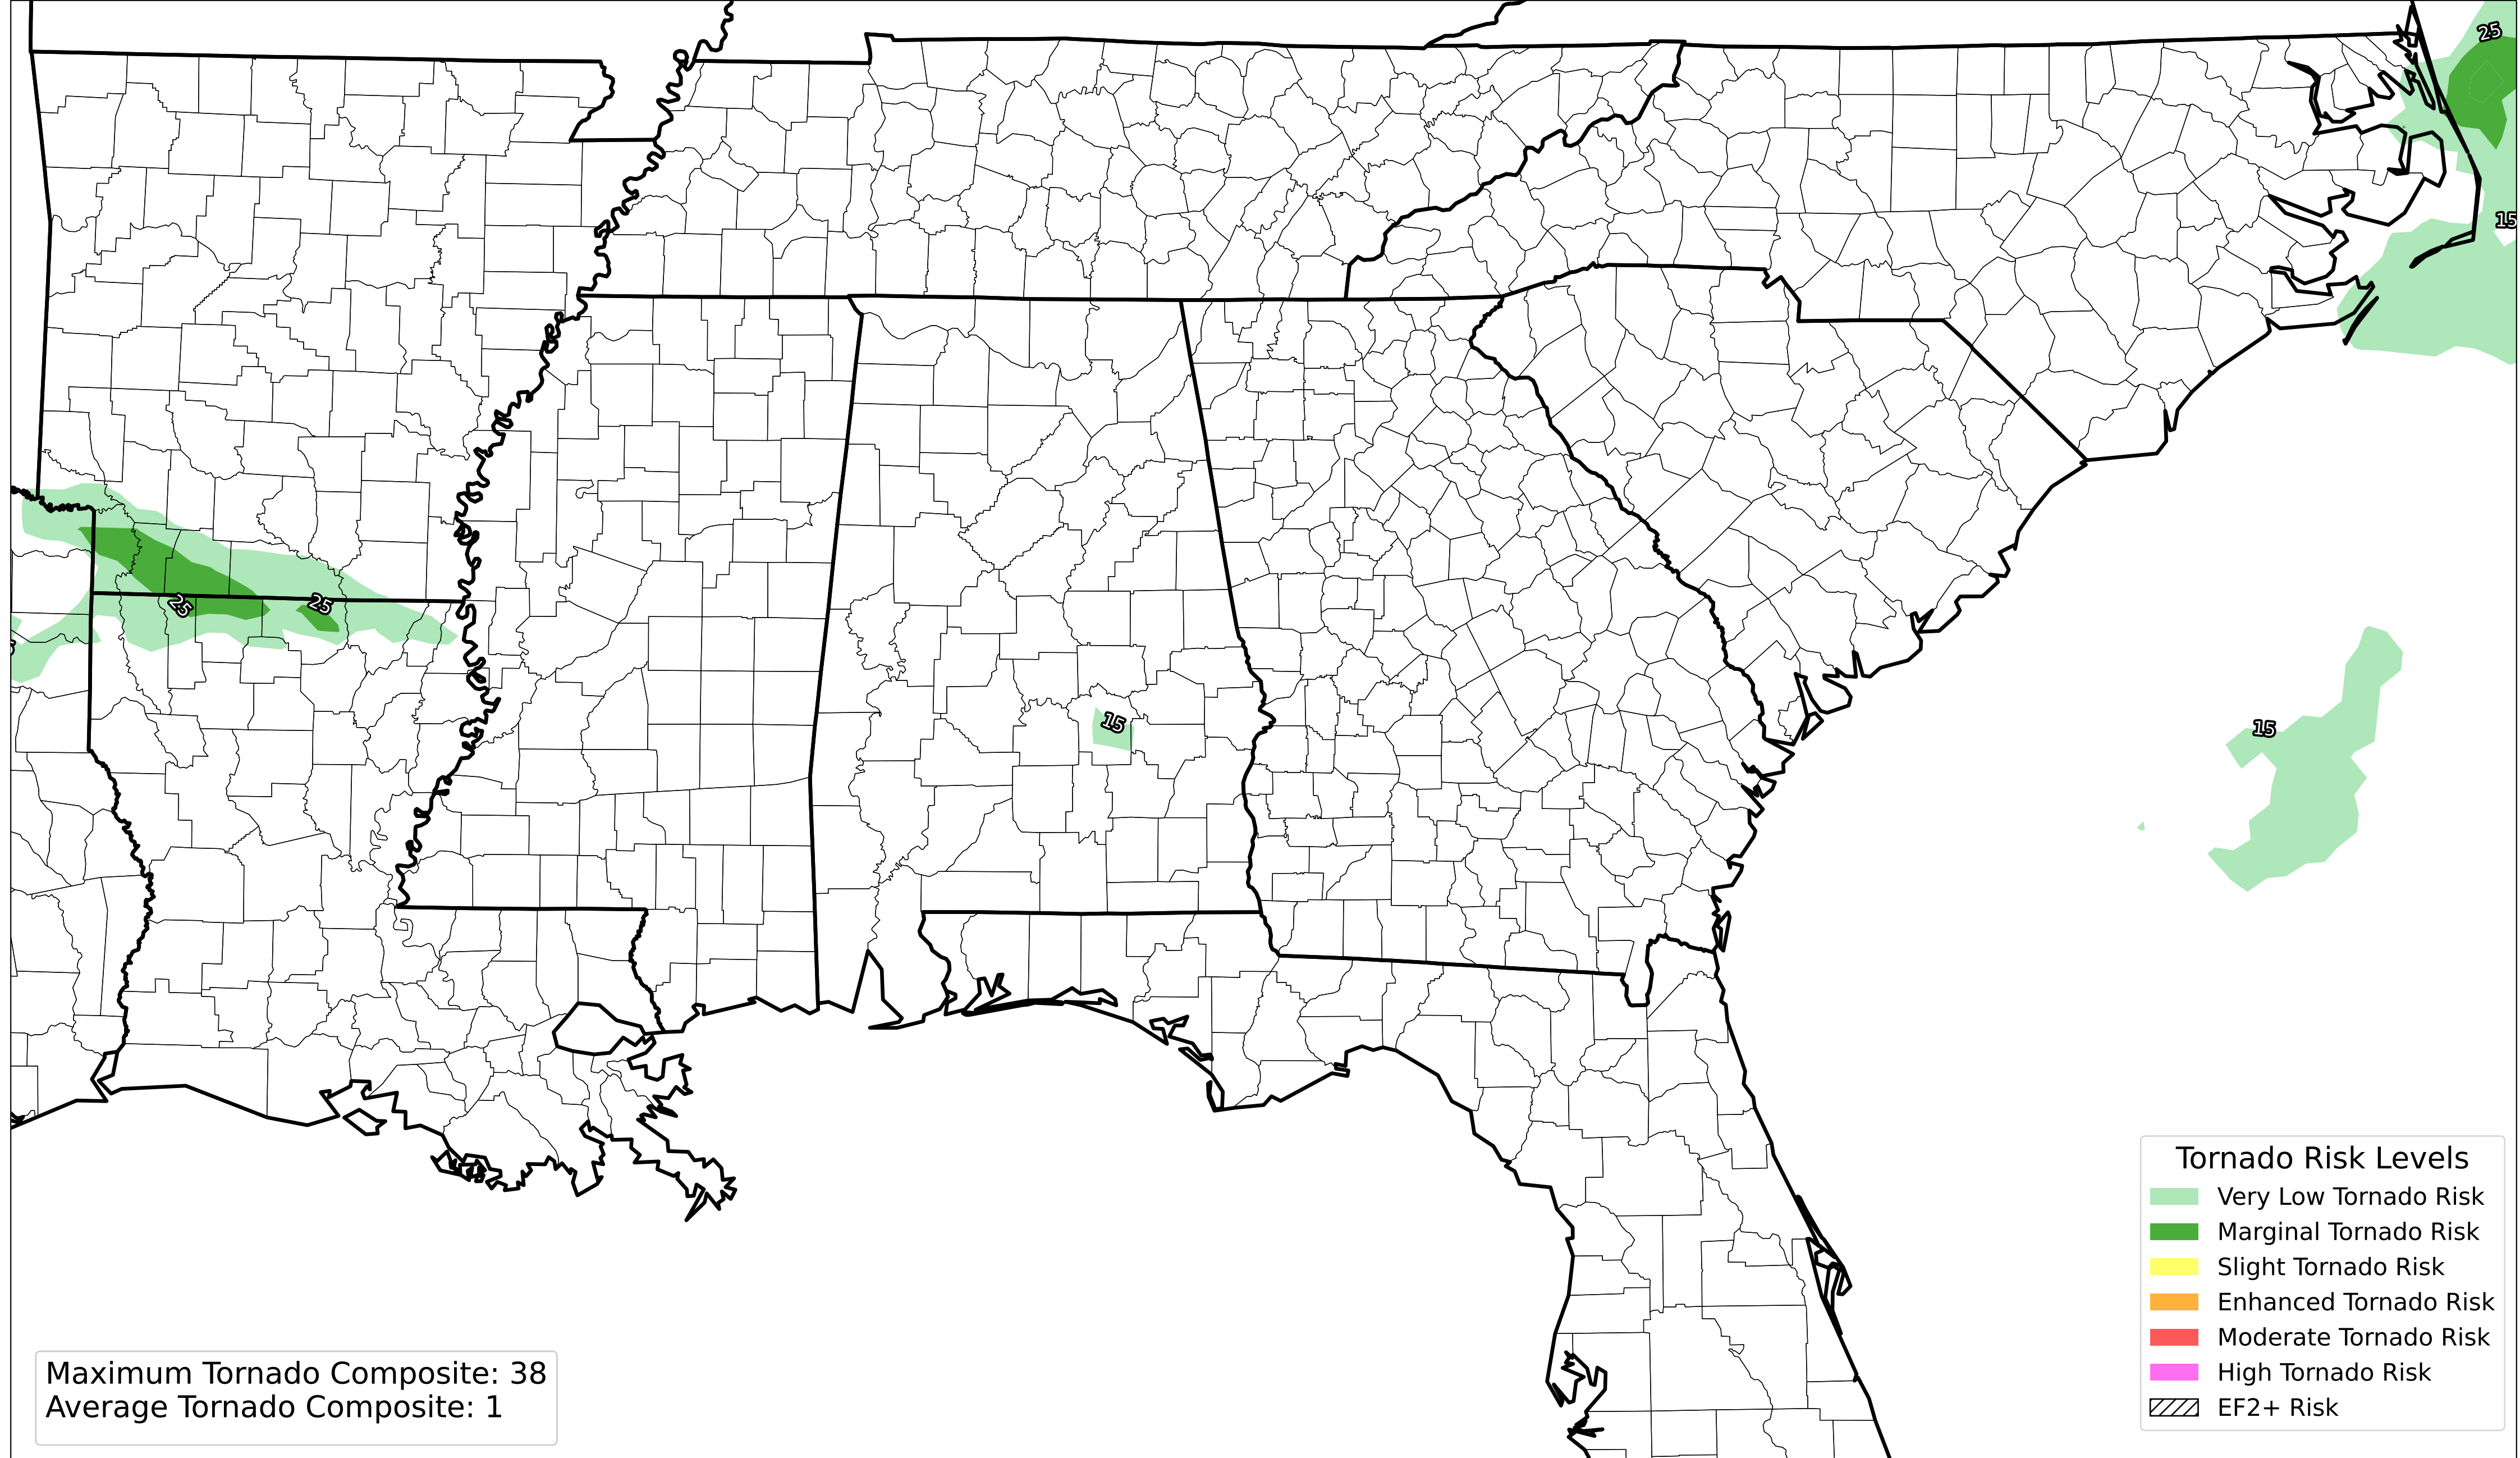 25
15
25
25
15
15
Tornado Risk Levels
Very Low Tornado Risk
Marginal Tornado Risk
Slight Tornado Risk
Enhanced Tornado Risk
Moderate Tornado Risk
High Tornado Risk
EF2+ Risk
Maximum Tornado Composite: 38
Average Tornado Composite: 1